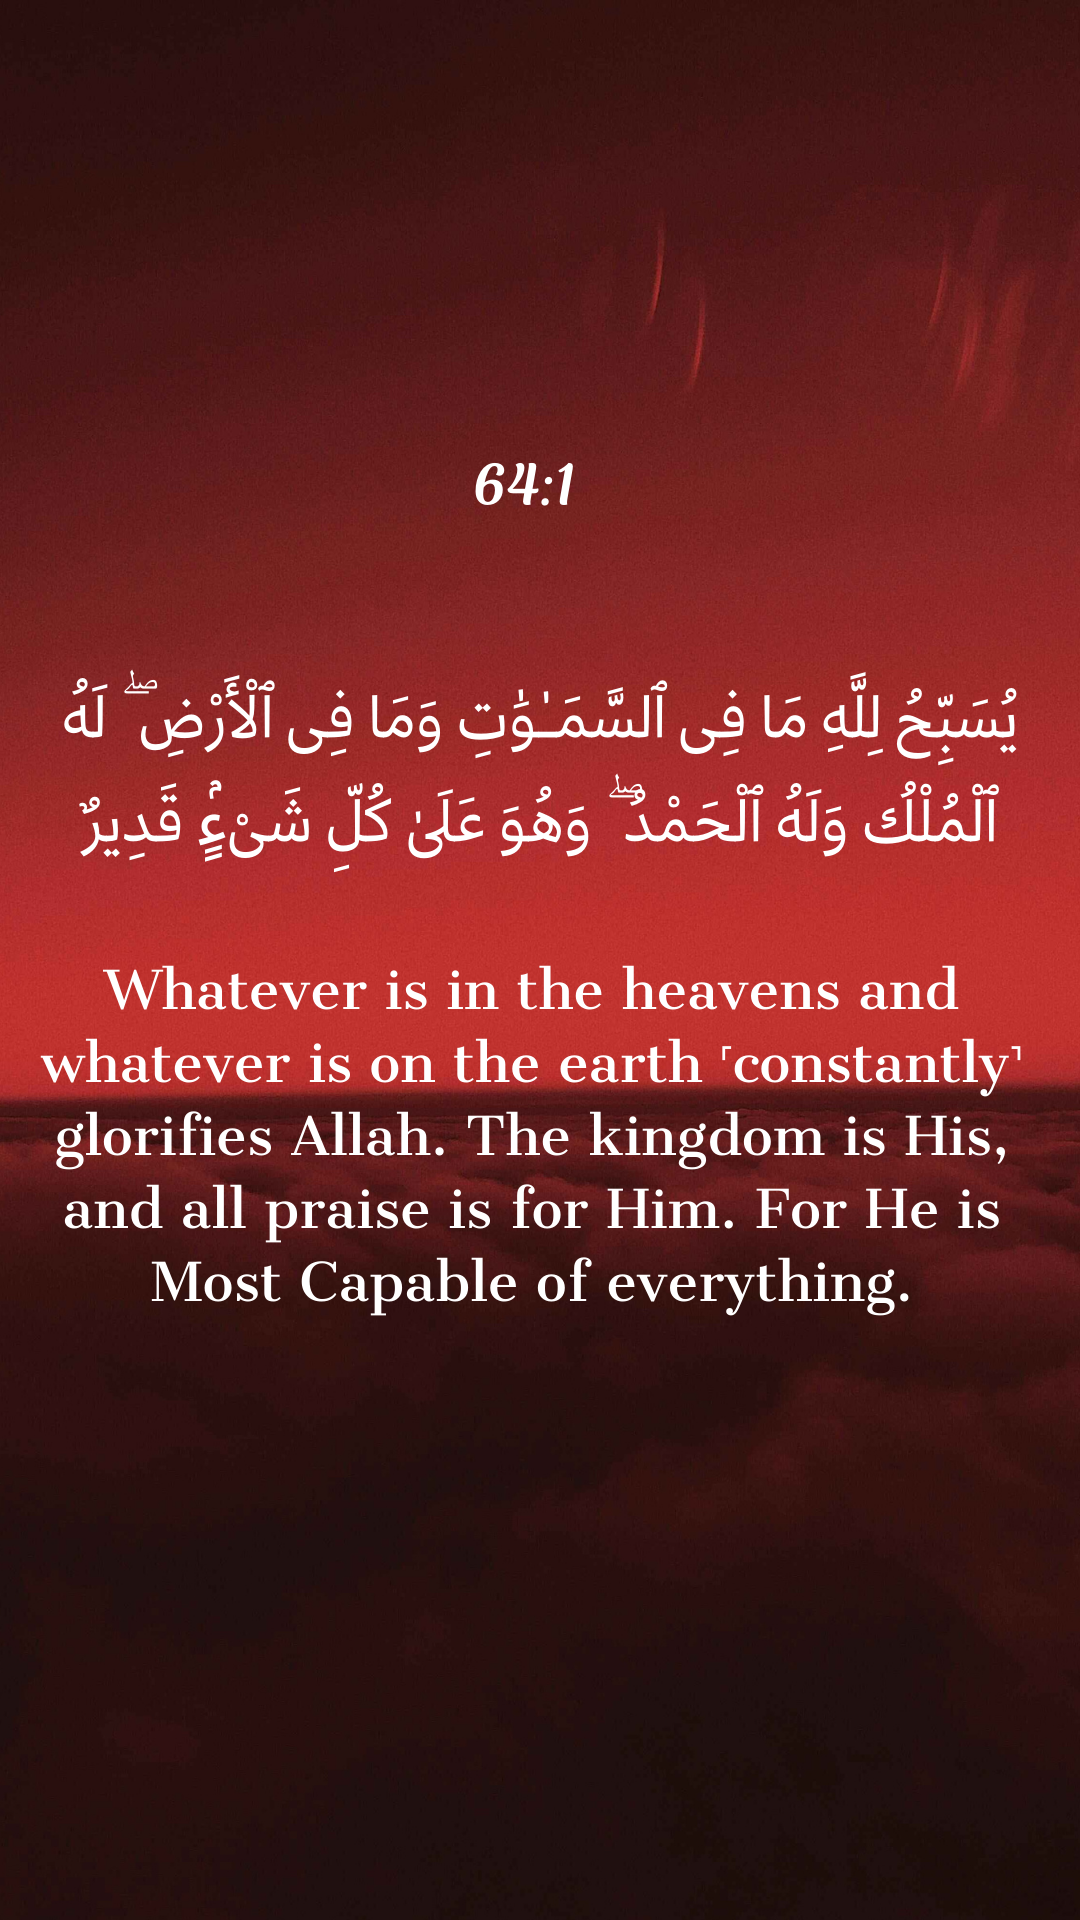 64:1
يُسَبِّحُ لِلَّهِ مَا فِى ٱلسَّمَـٰوَٰتِ وَمَا فِى ٱلْأَرْضِ ۖ لَهُ
ٱلْمُلْكُ وَلَهُ ٱلْحَمْدُ ۖ وَهُوَ عَلَىٰ كُلِّ شَىْءٍۢ قَدِيرٌ
Whatever is in the heavens and
whatever is on the earth ˹constantly˺
glorifies Allah. The kingdom is His,
and all praise is for Him. For He is
Most Capable of everything.